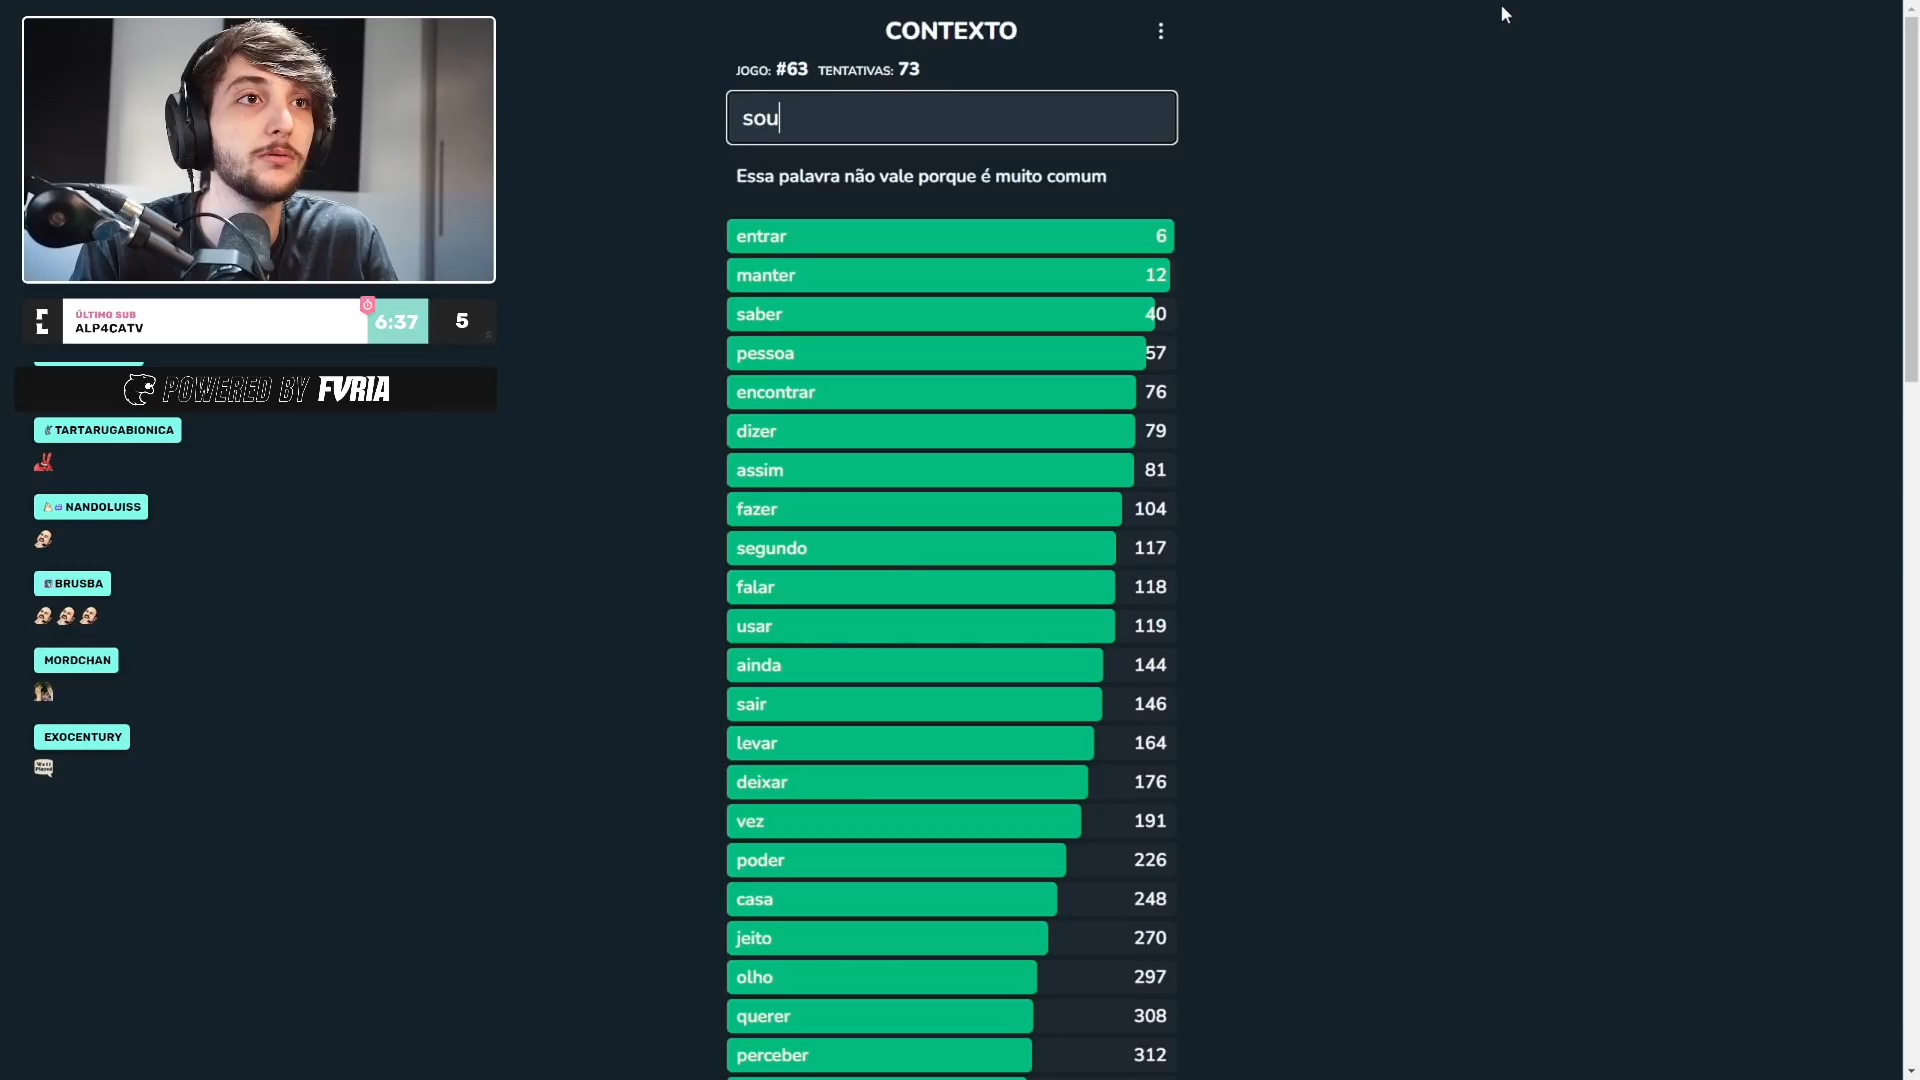 CONTEXTO
JOGO: #63 TENTATIVAS: 73
sou
Essa palavra não vale porque é muito comum
entrar 6
manter 12
saber 40
pessoa 57
encontrar 76
dizer 79
assim 81
fazer 104
segundo 117
falar 118
usar 119
ainda 144
sair 146
levar 164
deixar 176
vez 191
poder 226
casa 248
jeito 270
olho 297
querer 308
perceber 312
ÚLTIMO SUB
ALP4CATV
6:37
5
POWERED BY FVRIA
TARTARUGABIONICA
NANDOLUISS
BRUSBA
MORDCHAN
EXOCENTURY